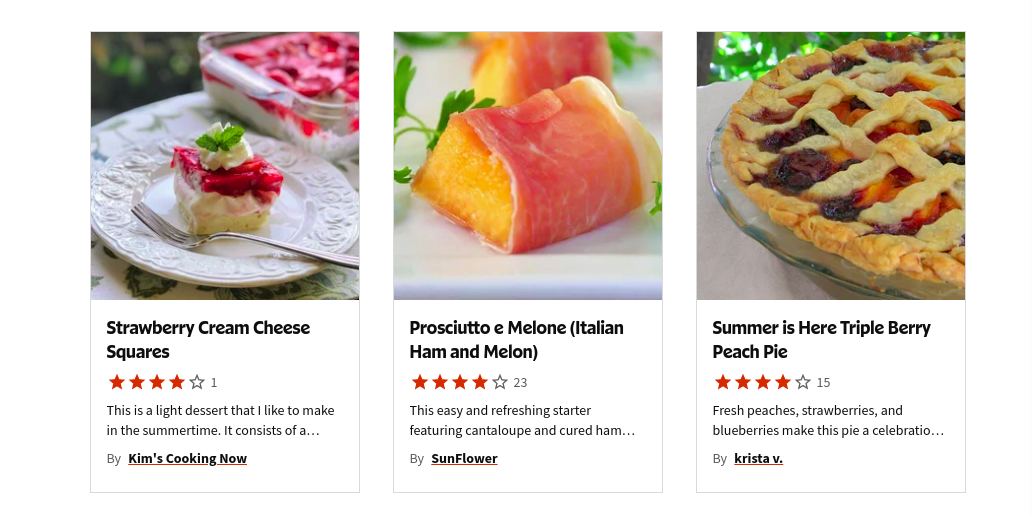 Strawberry Cream Cheese
Squares
1
This is a light dessert that I like to make
in the summertime. It consists of a…
By Kim's Cooking Now
Prosciutto e Melone (Italian
Ham and Melon)
23
This easy and refreshing starter
featuring cantaloupe and cured ham…
By SunFlower
Summer is Here Triple Berry
Peach Pie
15
Fresh peaches, strawberries, and
blueberries make this pie a celebratio…
By krista v.